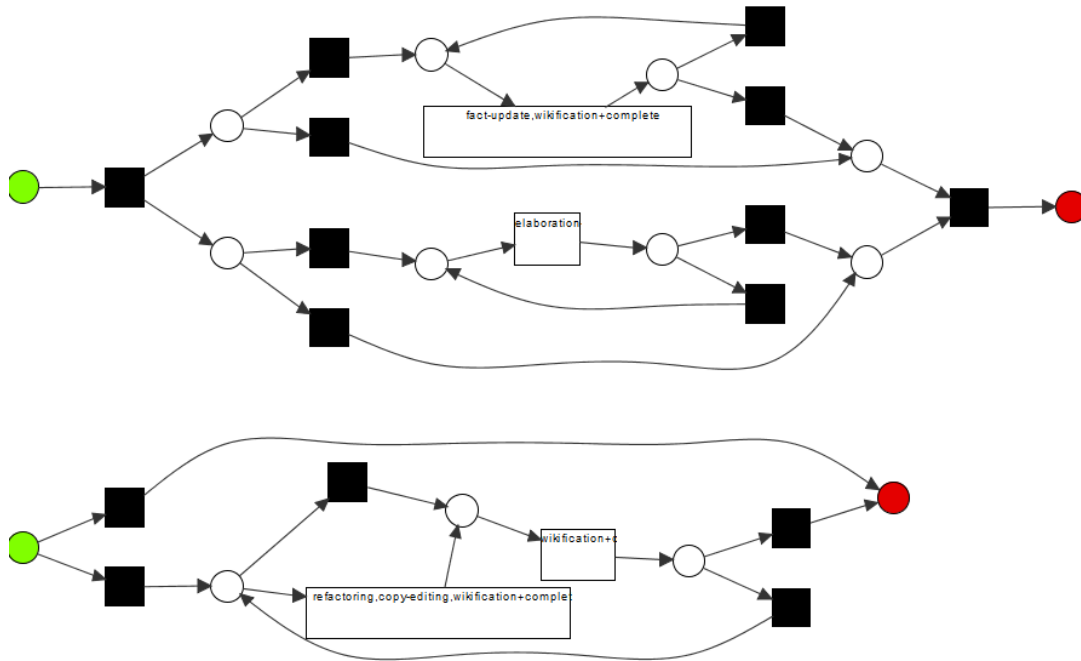 fact-update,wikification+complete
elaboration
wikification+c
refactoring,copy-editing,wikification+complet